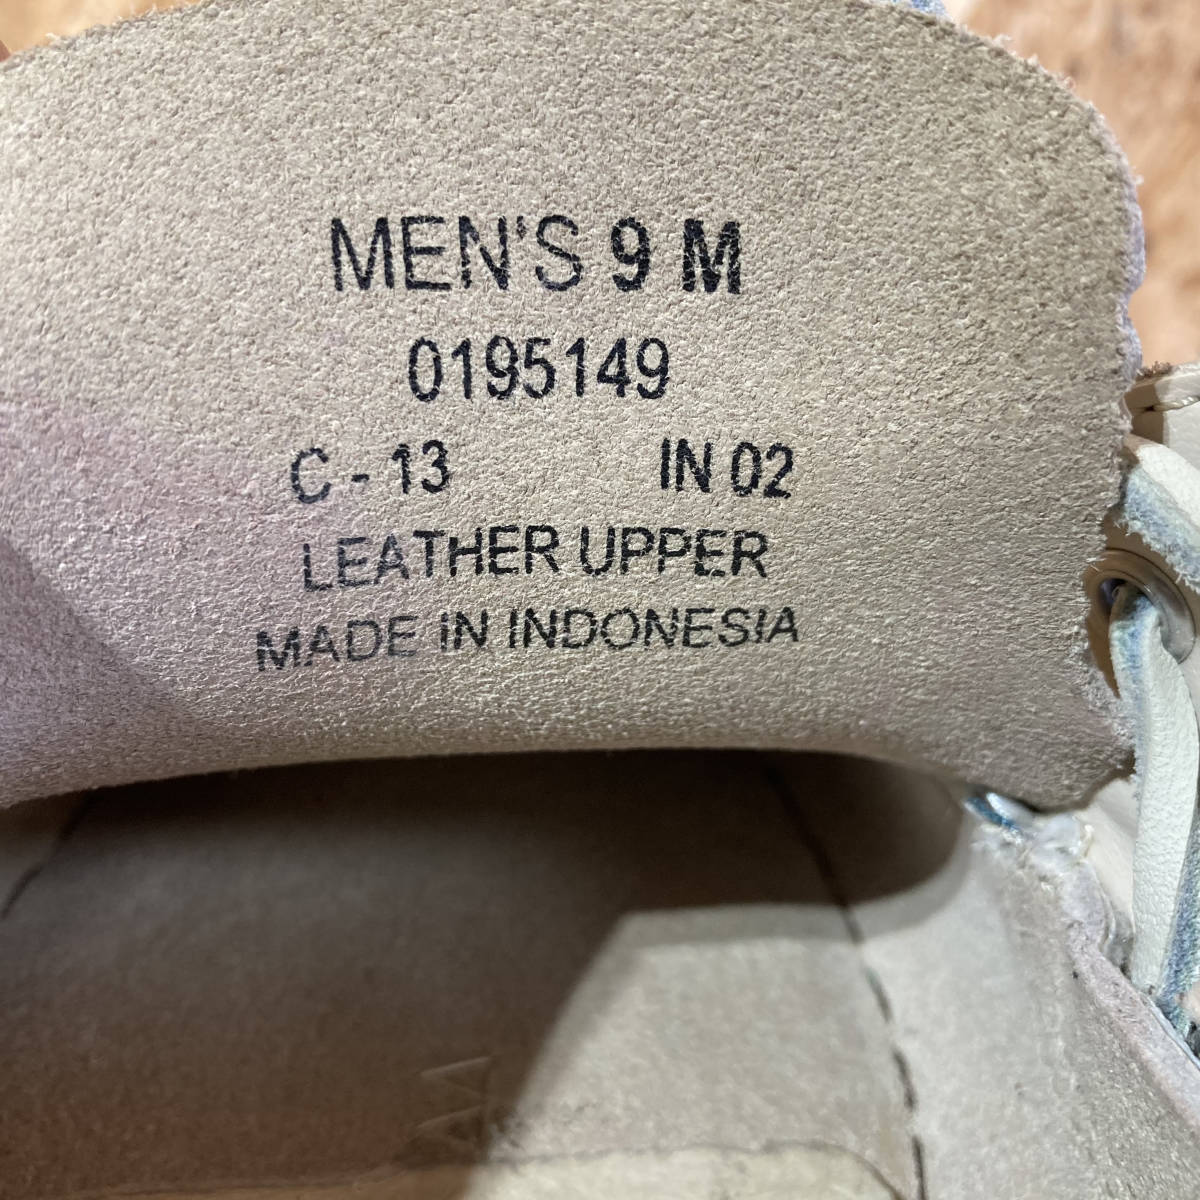 MEN'S 9 M
0195149
C - 13 IN 02
LEATHER UPPER
MADE IN INDONESIA